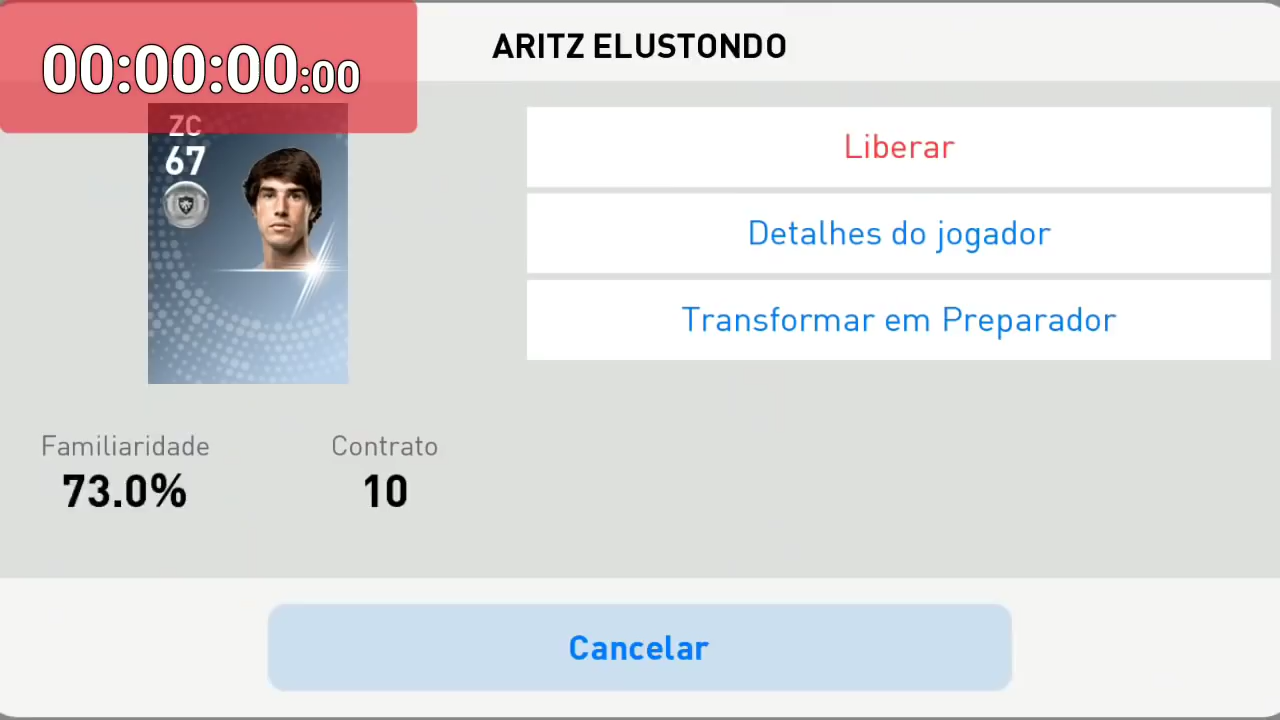 ARITZ ELUSTONDO
00:00:00:00
ZC
67
Liberar
Detalhes do jogador
Transformar em Preparador
Familiaridade
73.0%
Contrato
10
Cancelar